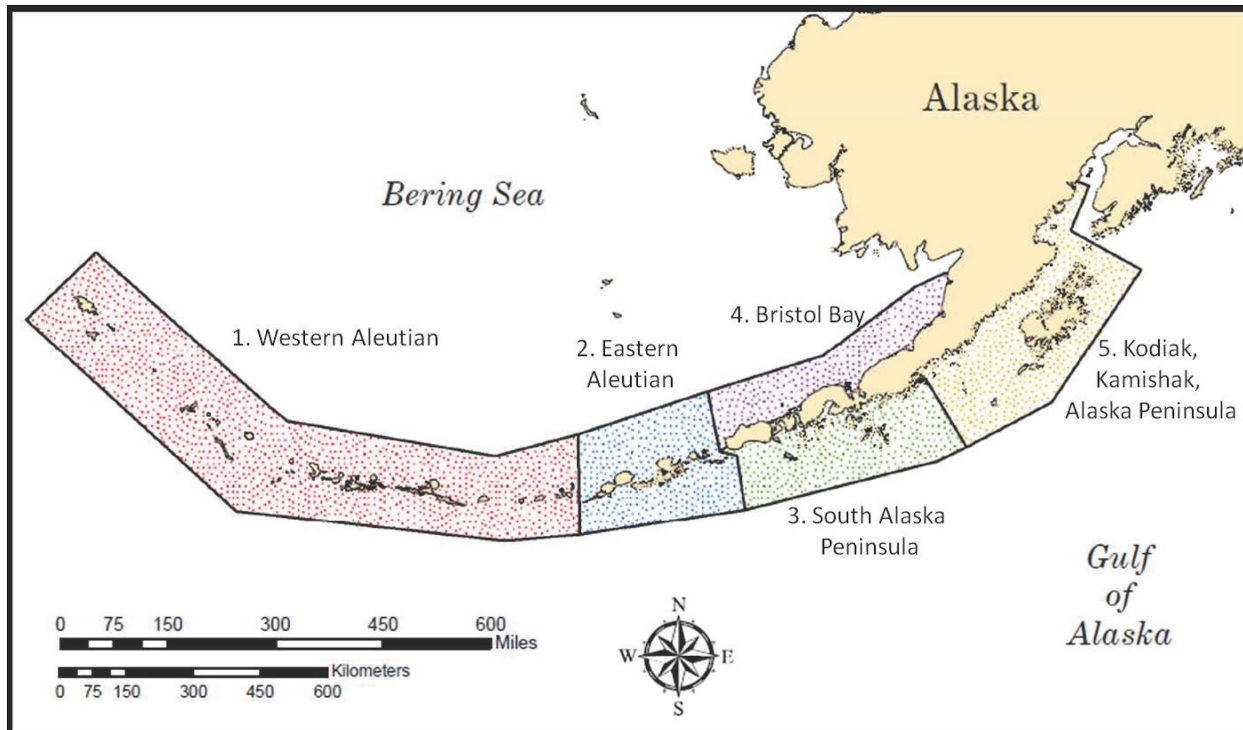 Alaska
Bering Sea
1. Western Aleutian
2. Eastern
Aleutian
4. Bristol Bay
5. Kodiak,
Kamishak,
Alaska Peninsula
3. South Alaska
Peninsula
Gulf
of
Alaska
0 75 150 300 450 600
Miles
Kilometers
0 75 150 300 450 600
N
W E
S